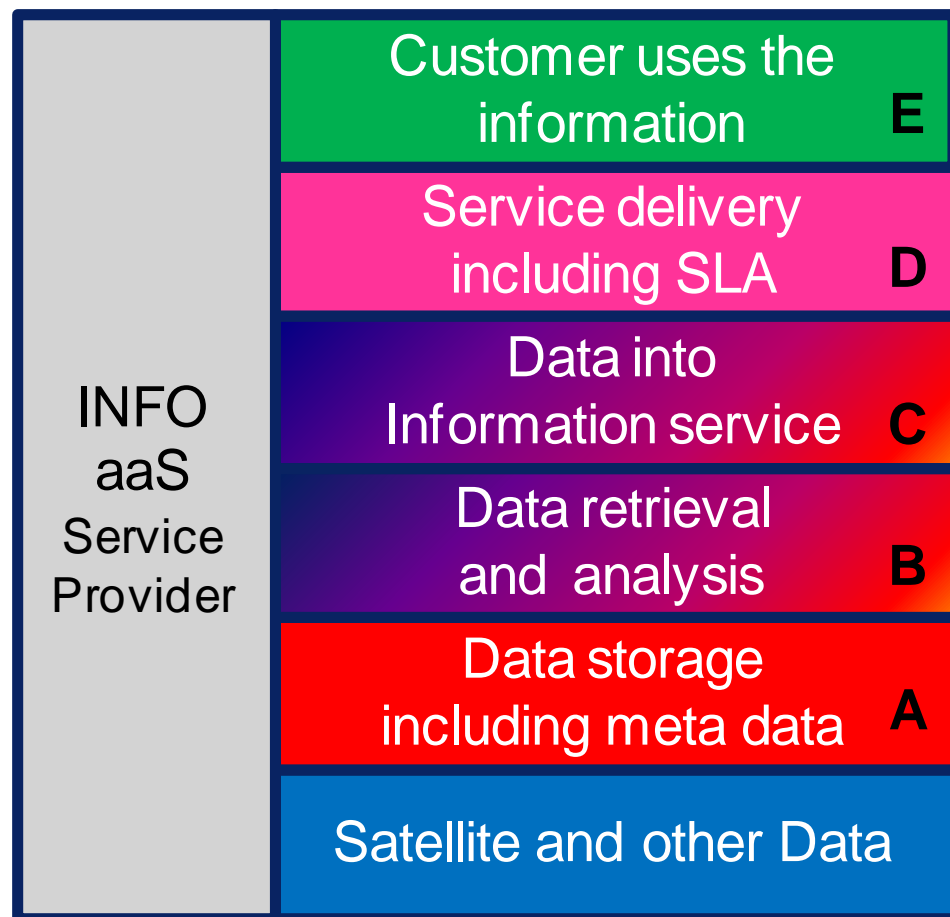 INFO
aaS
Service
Provider
Customer uses the
information
E
Service delivery
including SLA
D
Data into
Information service
C
Data retrieval
and analysis
B
Data storage
including meta data
A
Satellite and other Data